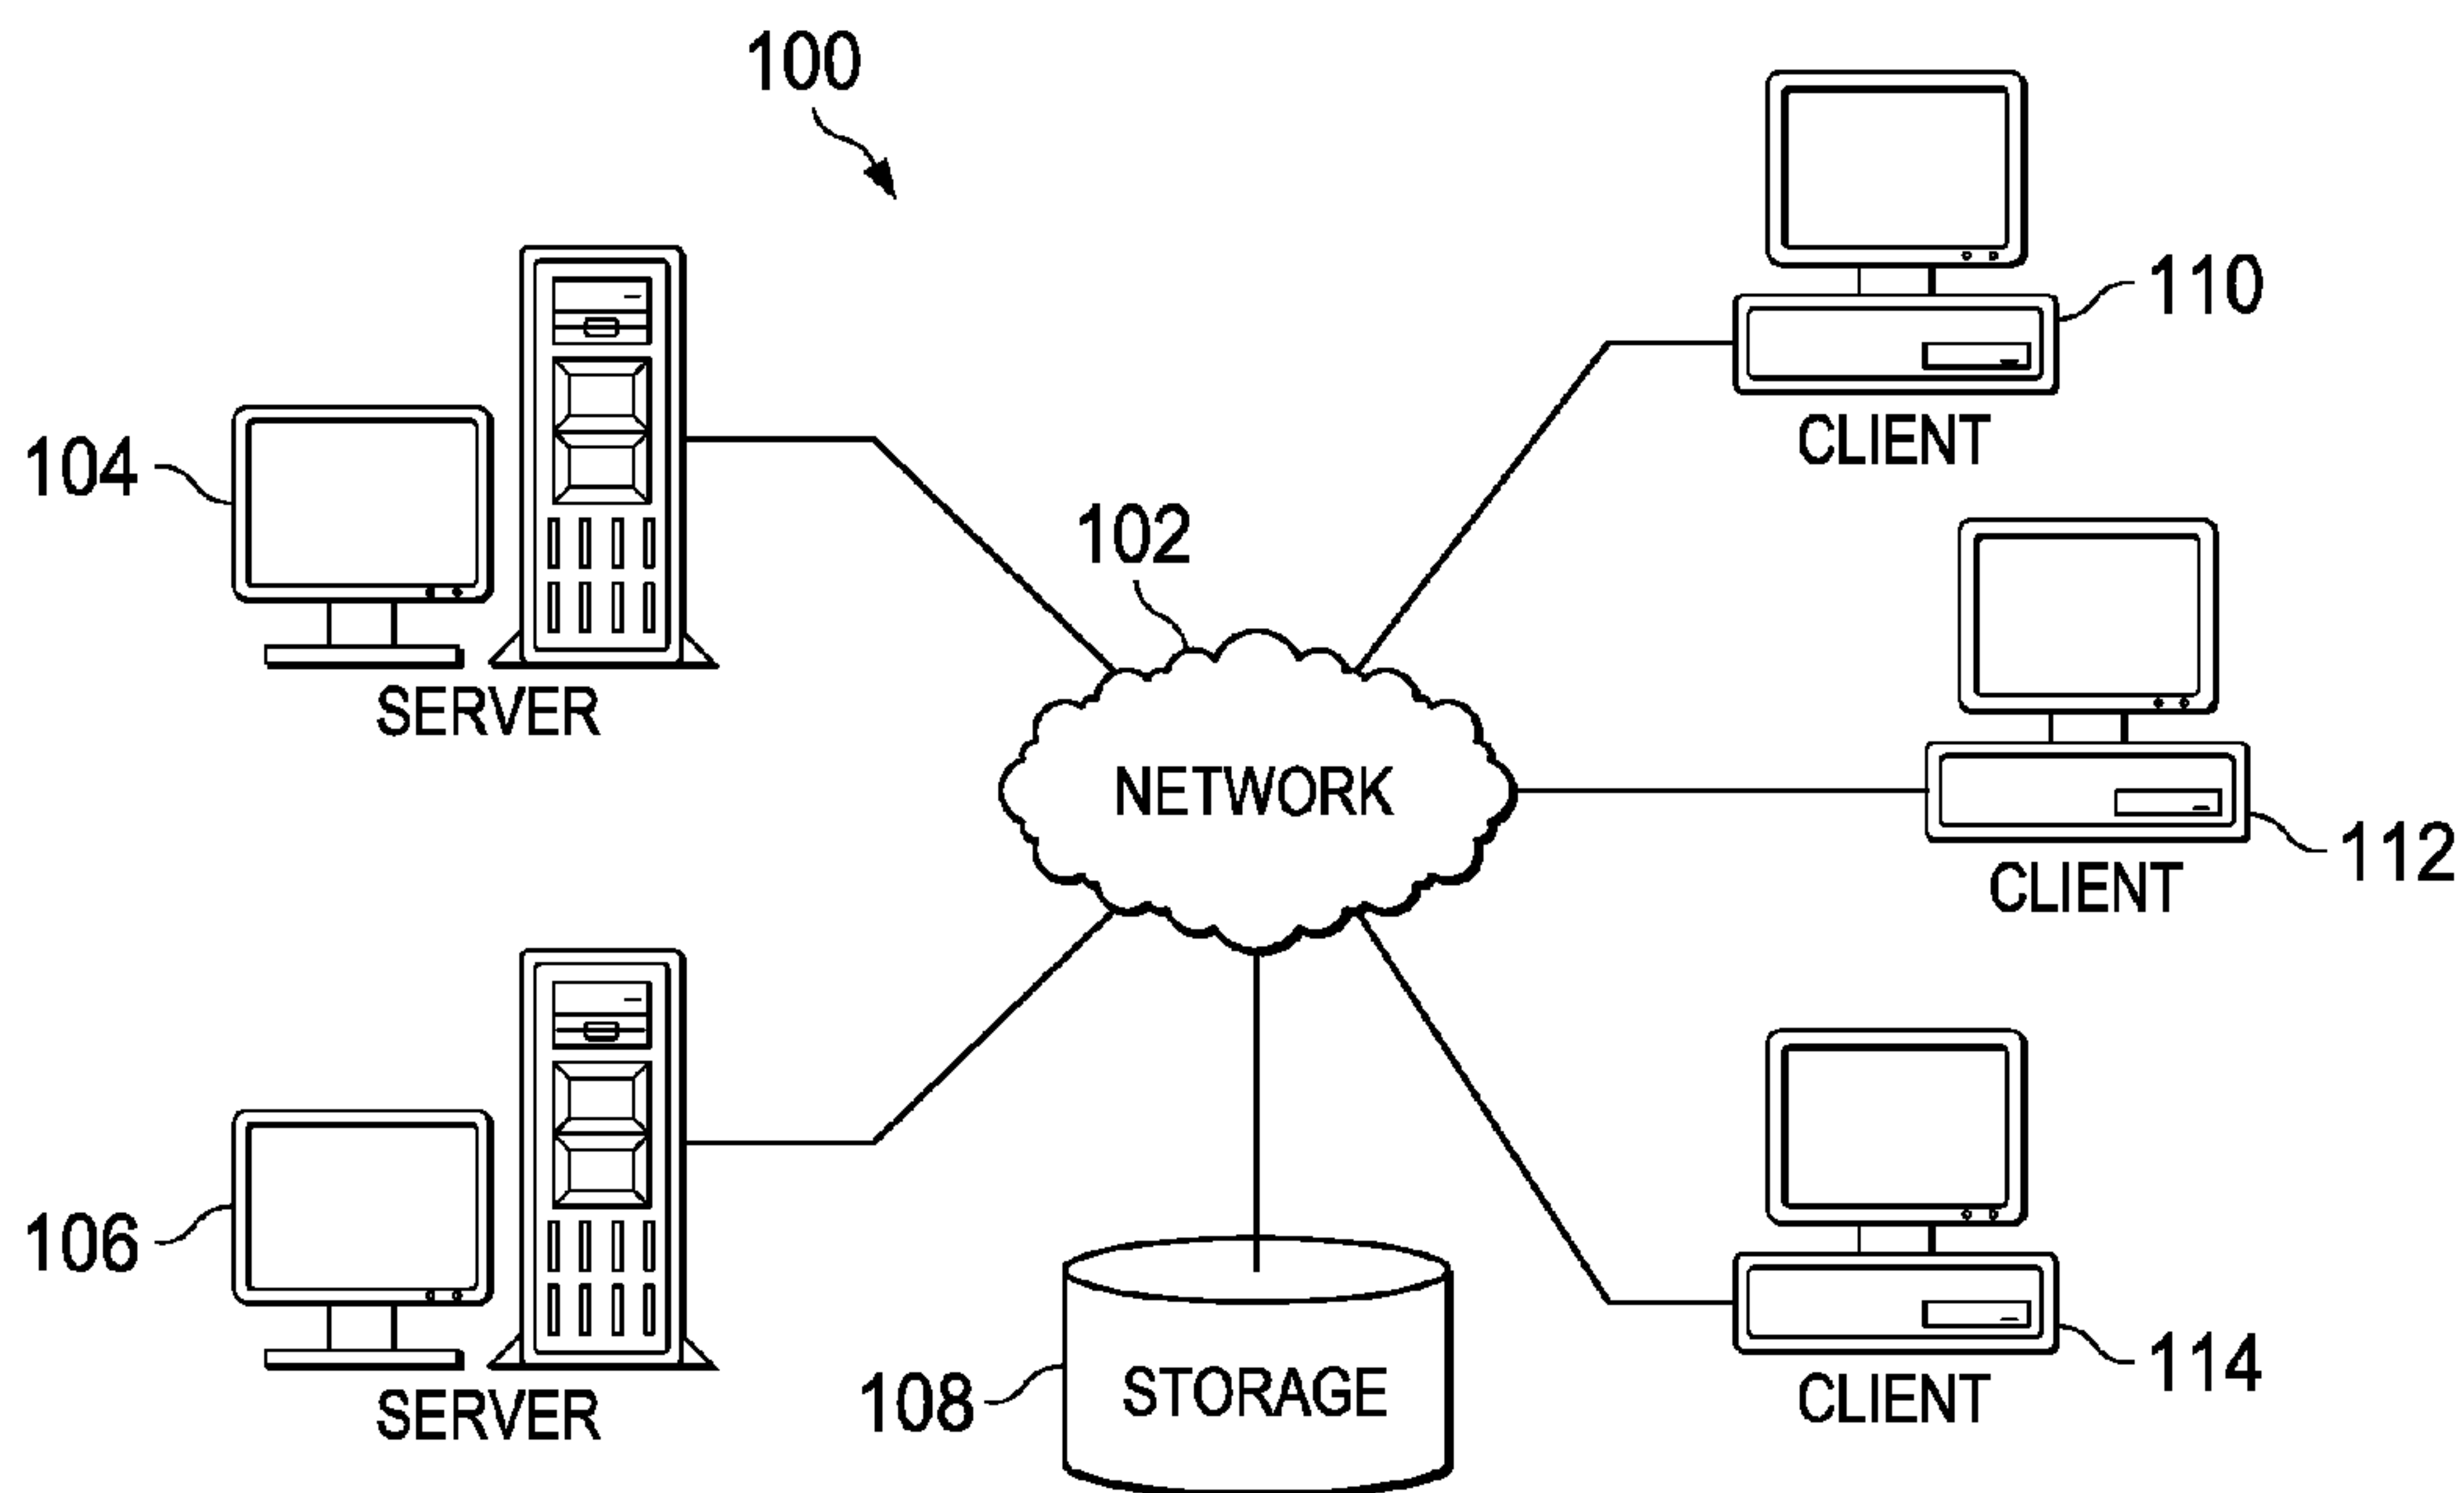 100
110
CLIENT
104
102
SERVER
NETWORK
112
CLIENT
106
SERVER
108
STORAGE
114
CLIENT